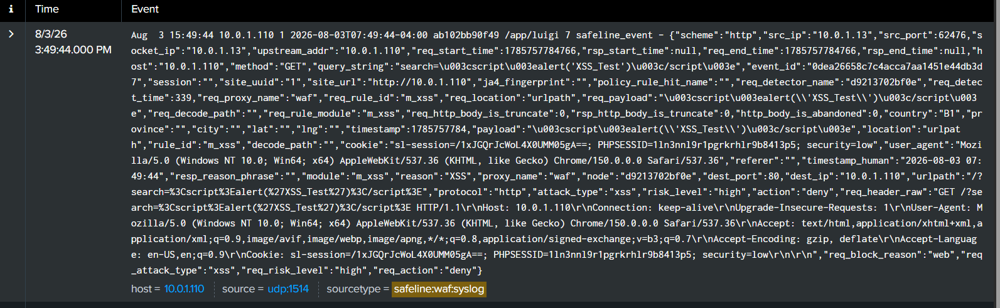 i Time Event
8/3/26
3:49:44.000 PM
Aug  3 15:49:44 10.0.1.110 1 2026-08-03T07:49:44-04:00 ab102bb90f49 /app/luigi 7 safeline_event - {"scheme":"http","src_ip":"10.0.1.13","src_port":62476,"s
ocket_ip":"10.0.1.13","upstream_addr":"10.0.1.110","req_start_time":1785757784766,"rsp_start_time":null,"req_end_time":1785757784766,"rsp_end_time":null,"h
ost":"10.0.1.110","method":"GET","query_string":"search=\u003cscript\u003ealert('XSS_Test')\u003c/script\u003e","event_id":"0dea26658c7c4acca7aa1451e44db3d
7","session":"","site_uuid":"1","site_url":"http://10.0.1.110","ja4_fingerprint":"","policy_rule_hit_name":"","req_detector_name":"d9213702bf0e","req_detec
t_time":339,"req_proxy_name":"waf","req_rule_id":"m_xss","req_location":"urlpath","req_payload":"\u003cscript\u003ealert(\\'XSS_Test\\')\u003c/script\u003
e","req_decode_path":"","req_rule_module":"m_xss","req_http_body_is_truncate":0,"rsp_http_body_is_truncate":0,"http_body_is_abandoned":0,"country":"B1","pr
ovince":"","city":"","lat":"","lng":"","timestamp":1785757784,"payload":"\u003cscript\u003ealert(\\'XSS_Test\\')\u003c/script\u003e","location":"urlpat
h","rule_id":"m_xss","decode_path":"","cookie":"sl-session=/1xJGQrJcWoL4X0UMM05gA==; PHPSESSID=1ln3nnl9r1pgrkrhlr9b8413p5; security=low","user_agent":"Mozi
lla/5.0 (Windows NT 10.0; Win64; x64) AppleWebKit/537.36 (KHTML, like Gecko) Chrome/150.0.0.0 Safari/537.36","referer":"","timestamp_human":"2026-08-03 07:
49:44","resp_reason_phrase":"","module":"m_xss","reason":"XSS","proxy_name":"waf","node":"d9213702bf0e","dest_port":80,"dest_ip":"10.0.1.110","urlpath":"/?
search=%3Cscript%3Ealert(%27XSS_Test%27)%3C/script%3E","protocol":"http","attack_type":"xss","risk_level":"high","action":"deny","req_header_raw":"GET /?se
arch=%3Cscript%3Ealert(%27XSS_Test%27)%3C/script%3E HTTP/1.1\r\nHost: 10.0.1.110\r\nConnection: keep-alive\r\nUpgrade-Insecure-Requests: 1\r\nUser-Agent: M
ozilla/5.0 (Windows NT 10.0; Win64; x64) AppleWebKit/537.36 (KHTML, like Gecko) Chrome/150.0.0.0 Safari/537.36\r\nAccept: text/html,application/xhtml+xml,a
pplication/xml;q=0.9,image/avif,image/webp,image/apng,*/*;q=0.8,application/signed-exchange;v=b3;q=0.7\r\nAccept-Encoding: gzip, deflate\r\nAccept-Languag
e: en-US,en;q=0.9\r\nCookie: sl-session=/1xJGQrJcWoL4X0UMM05gA==; PHPSESSID=1ln3nnl9r1pgrkrhlr9b8413p5; security=low\r\n\r\n","req_block_reason":"web","req
_attack_type":"xss","req_risk_level":"high","req_action":"deny"}
host = 10.0.1.110 source = udp:1514 sourcetype = safeline:waf:syslog